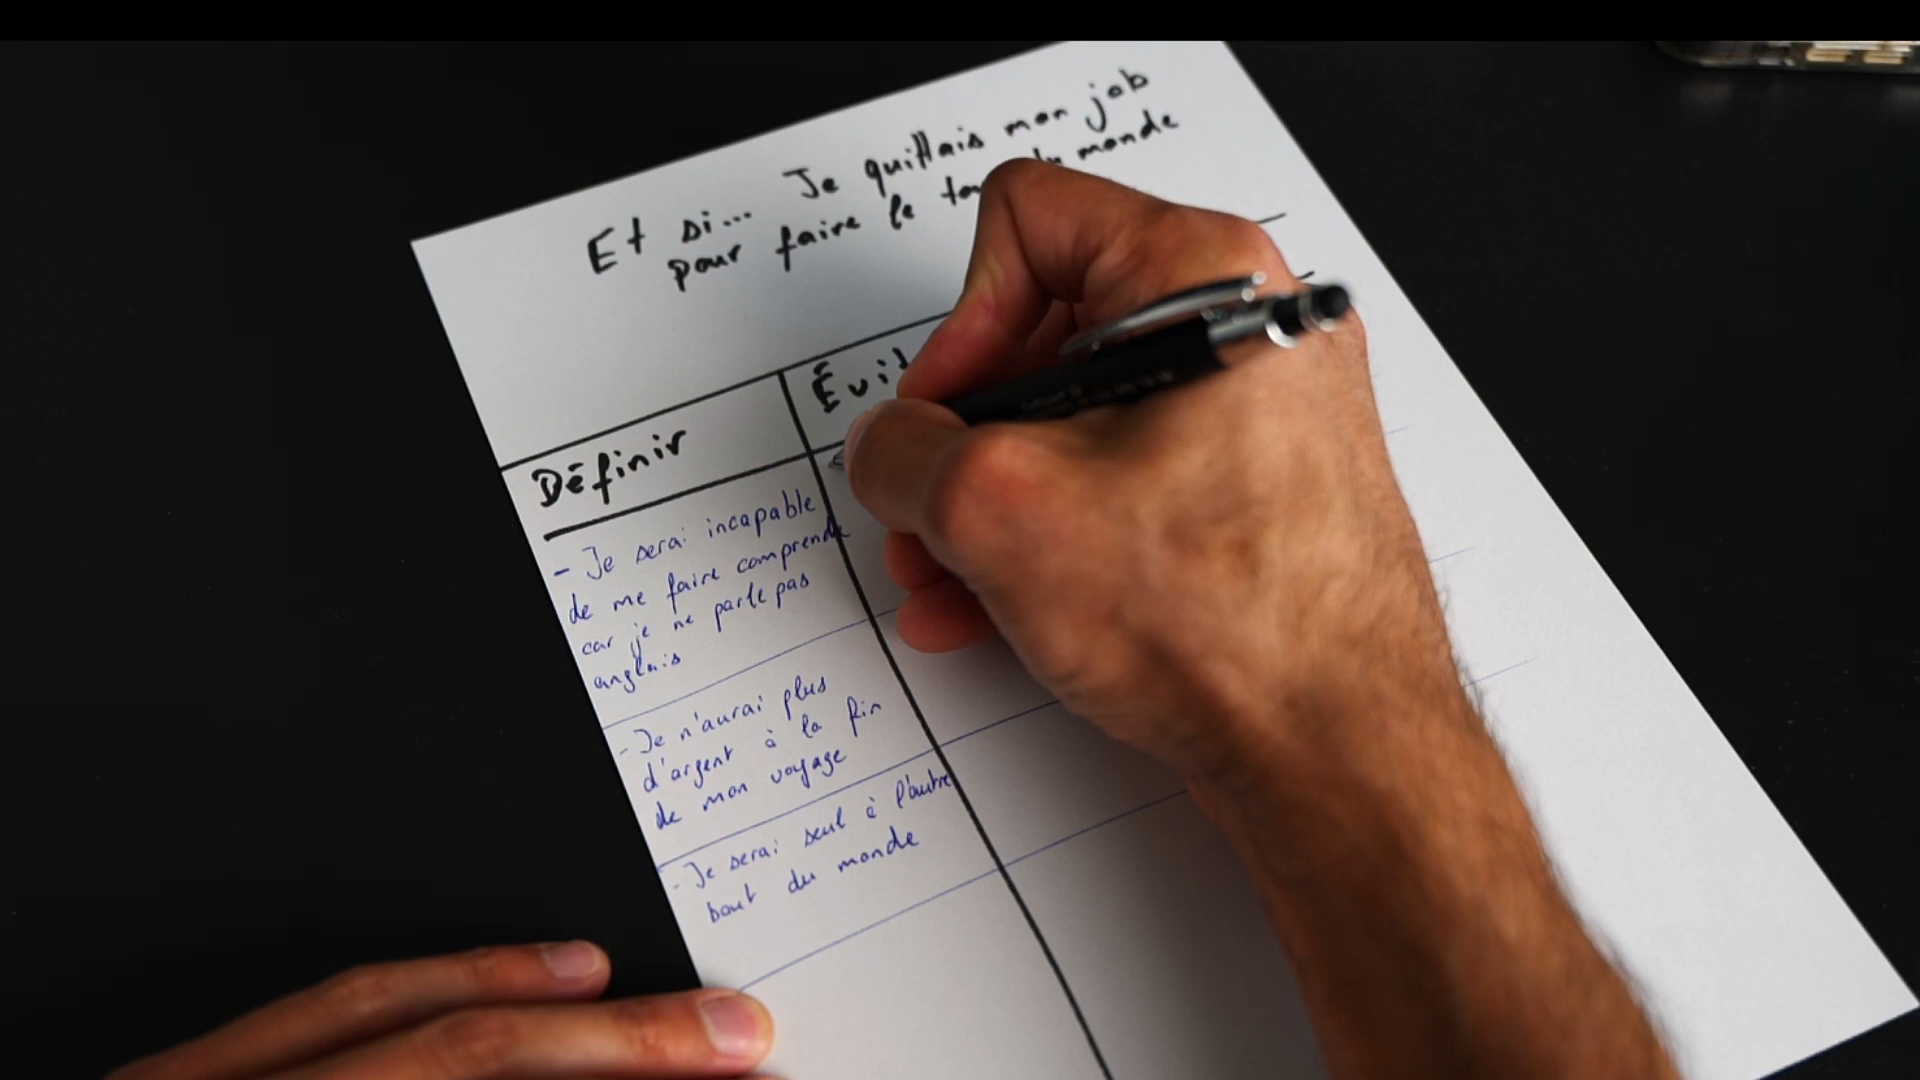 Et si... Je quittais mon job
pour faire le du monde
Définir
- Je serai incapable
de me faire comprendre
car je ne parle pas
anglais
- Je n'aurai plus
d'argent à la fin
de mon voyage
- Je serai seul à l'autre
bout du monde